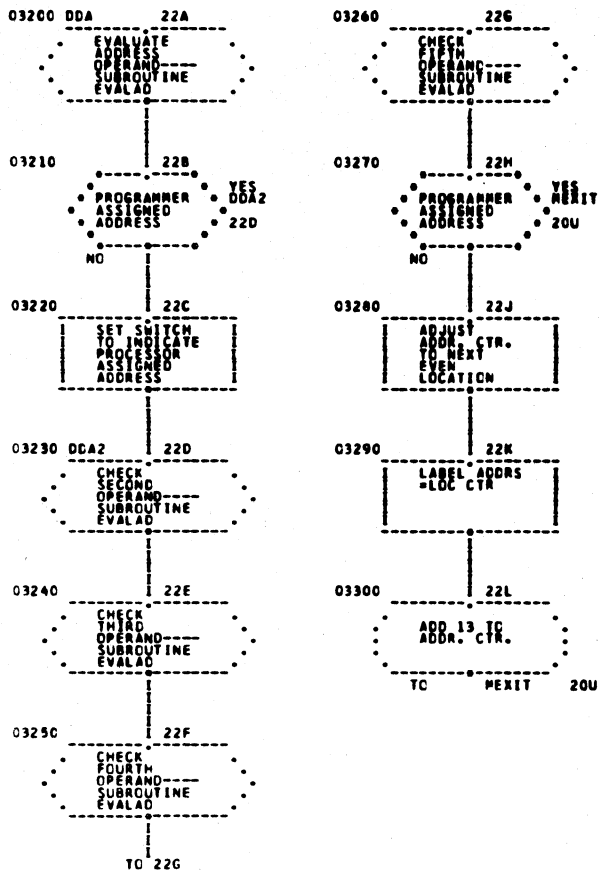 03200 DDA 22A
EVALUATE
ADDRESS
OPERAND-----
SUBROUTINE
EVALAD
03210 22B
YES
PROGRAMMER DDA2
ASSIGNED
ADDRESS 22D
NO
03220 22C
SET SWITCH
TO INDICATE
PROCESSOR
ASSIGNED
ADDRESS
03230 DDA2 22D
CHECK
SECOND
OPERAND-----
SUBROUTINE
EVALAD
03240 22E
CHECK
THIRD
OPERAND-----
SUBROUTINE
EVALAD
03250 22F
CHECK
FOURTH
OPERAND-----
SUBROUTINE
EVALAD
TO 22G
03260 22G
CHECK
FIFTH
OPERAND-----
SUBROUTINE
EVALAD
03270 22H
YES
PROGRAMMER MEXIT
ASSIGNED
ADDRESS 20U
NO
03280 22J
ADJUST
ADDR. CTR.
TO NEXT
EVEN
LOCATION
03290 22K
LABEL ADDRS
=LOC CTR
03300 22L
ADD 13 TO
ADDR. CTR.
TO MEXIT 20U